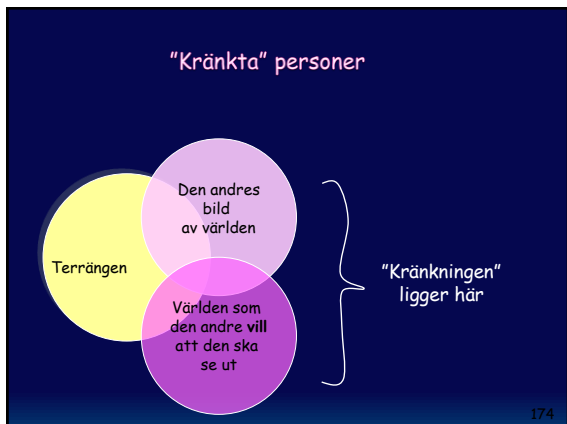 ”Kränkta” personer
Den andres
bild
av världen
Terrängen
”Kränkningen”
ligger här
Världen som
den andre vill
att den ska
se ut
174